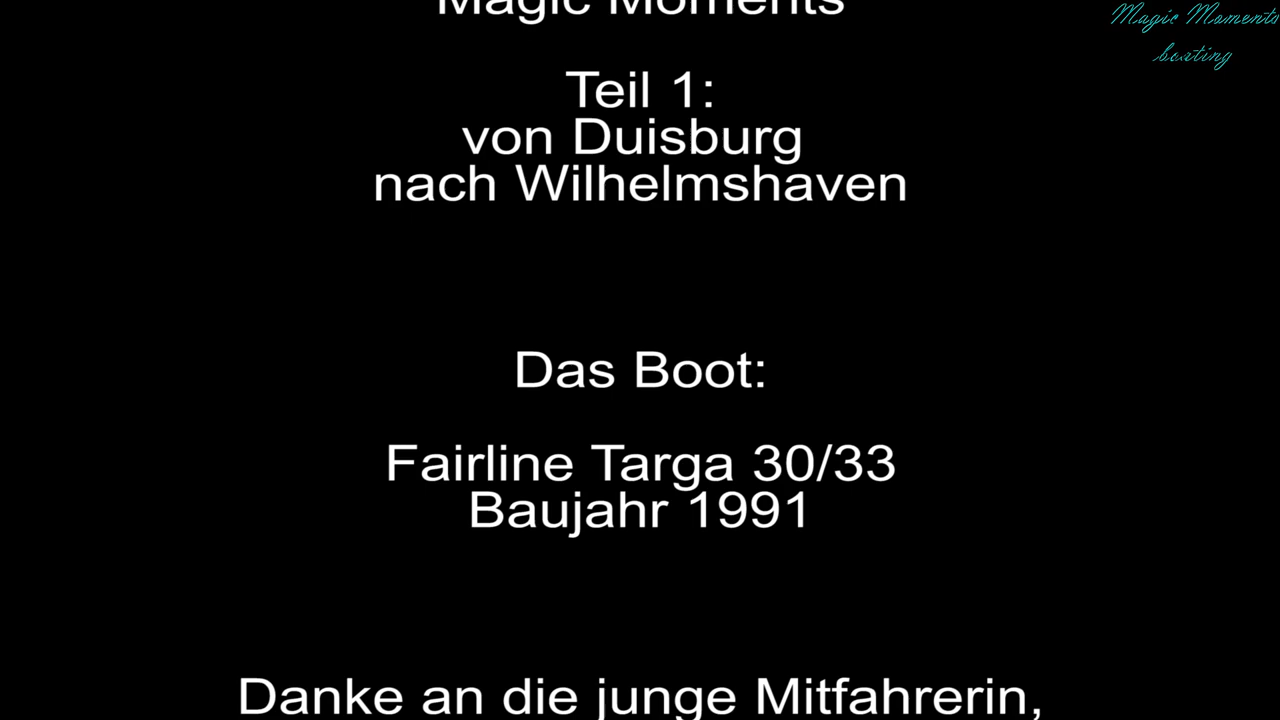 Magic Moments
Magic Moments
boating
Teil 1:
von Duisburg
nach Wilhelmshaven
Das Boot:
Fairline Targa 30/33
Baujahr 1991
Danke an die junge Mitfahrerin,